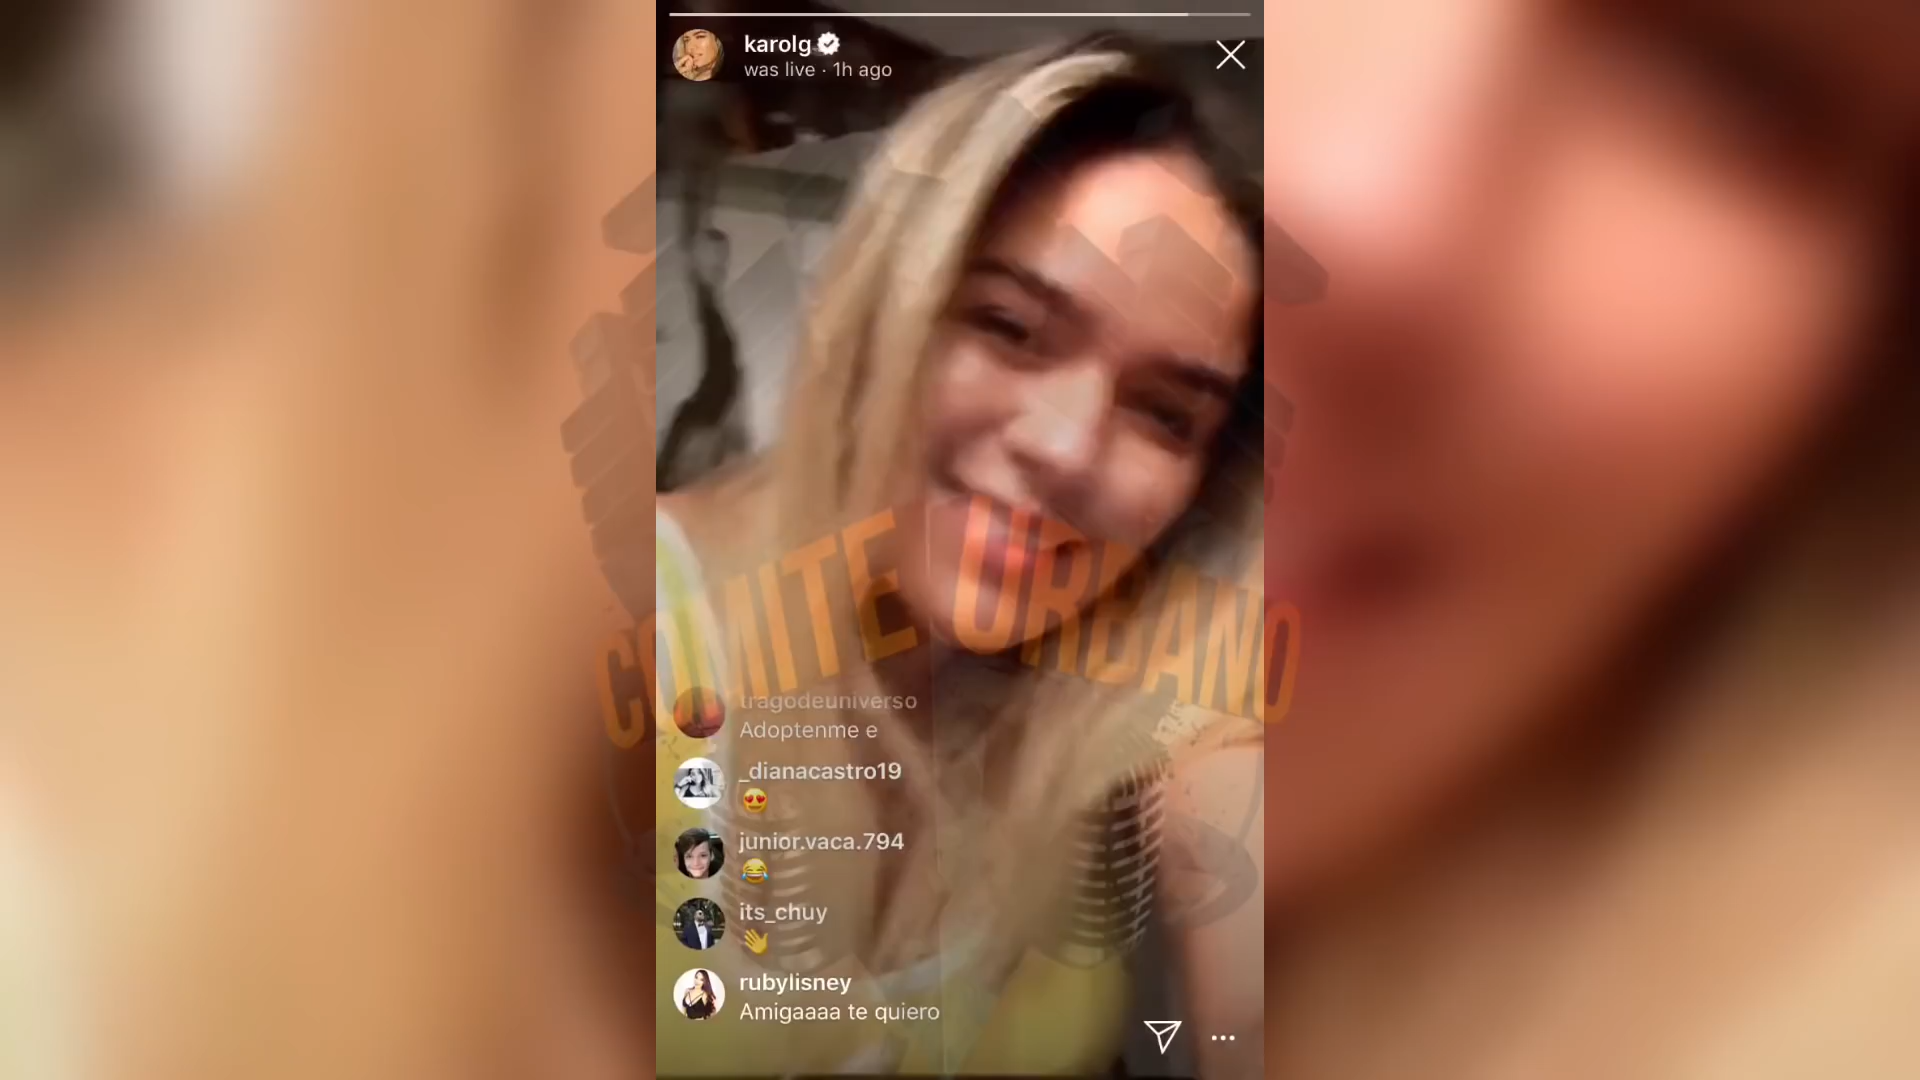 karolg
was live · 1h ago
COMITE URBANO
tragodeuniverso
Adoptenme e
_dianacastro19
😍
junior.vaca.794
😂
its_chuy
👋
rubylisney
Amigaaaa te quiero